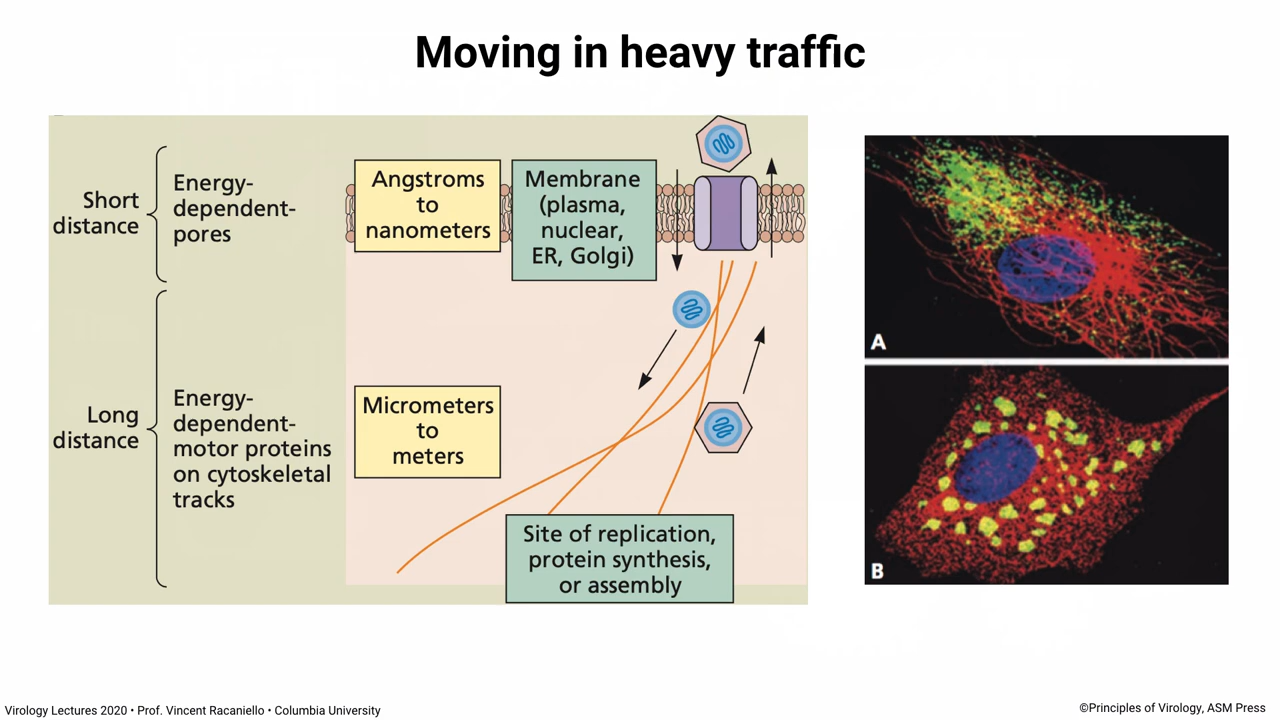 Moving in heavy traffic
Short
distance
Energy-
dependent-
pores
Angstroms
to
nanometers
Membrane
(plasma,
nuclear,
ER, Golgi)
Long
distance
Energy-
dependent-
motor proteins
on cytoskeletal
tracks
Micrometers
to
meters
Site of replication,
protein synthesis,
or assembly
A
B
Virology Lectures 2020 • Prof. Vincent Racaniello • Columbia University
©Principles of Virology, ASM Press